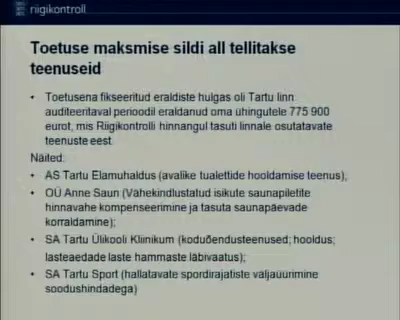 riigikontroll
Toetuse maksmise sildi all tellitakse
teenuseid
• Toetusena fikseeritud eraldiste hulgas oli Tartu linn
auditeeritaval perioodil eraldanud oma ühingutele 775 900
eurot, mis Riigikontrolli hinnangul tasuti linnale osutatavate
teenuste eest.
Näited:
• AS Tartu Elamuhaldus (avalike tualettide hooldamise teenus);
• OÜ Anne Saun (Vähekindlustatud isikute saunapiletite
hinnavahe kompenseerimine ja tasuta saunapäevade
korraldamine);
• SA Tartu Ülikooli Kliinikum (koduõendusteenused; hooldus;
lasteaedade laste hammaste läbivaatus);
• SA Tartu Sport (hallatavate spordirajatiste väljaüürimine
soodushindadega)